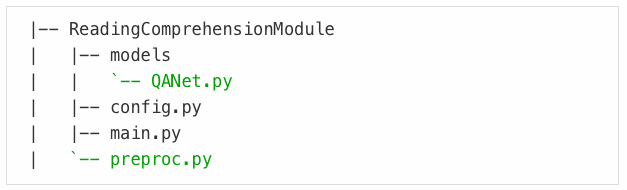 |-- ReadingComprehensionModule
|   |-- models
|   |   `-- QANet.py
|   |-- config.py
|   |-- main.py
|   `-- preproc.py